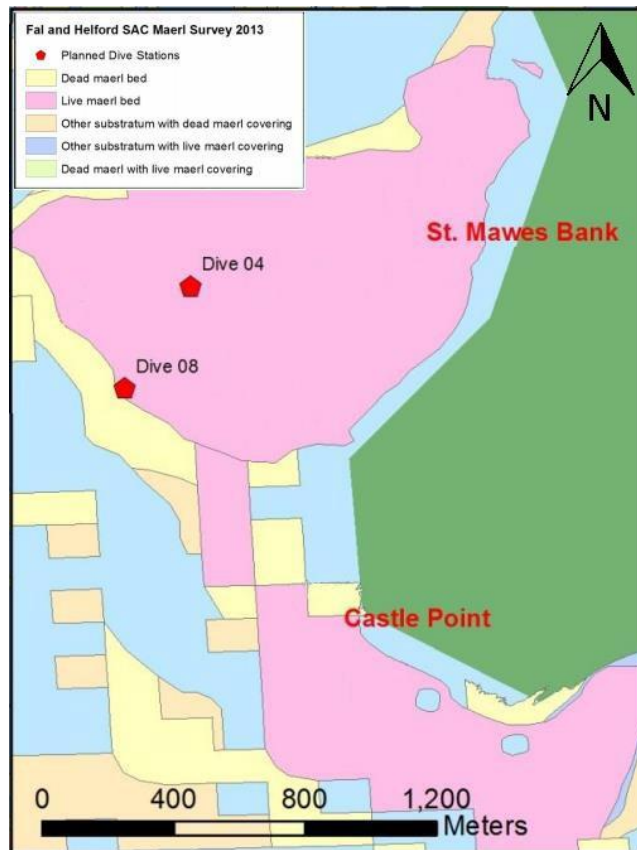 Fal and Helford SAC Maerl Survey 2013
Planned Dive Stations
Dead maerl bed
Live maerl bed
Other substratum with dead maerl covering
Other substratum with live maerl covering
Dead maerl with live maerl covering
N
St. Mawes Bank
Dive 04
Dive 08
Castle Point
0 400 800 1,200
Meters